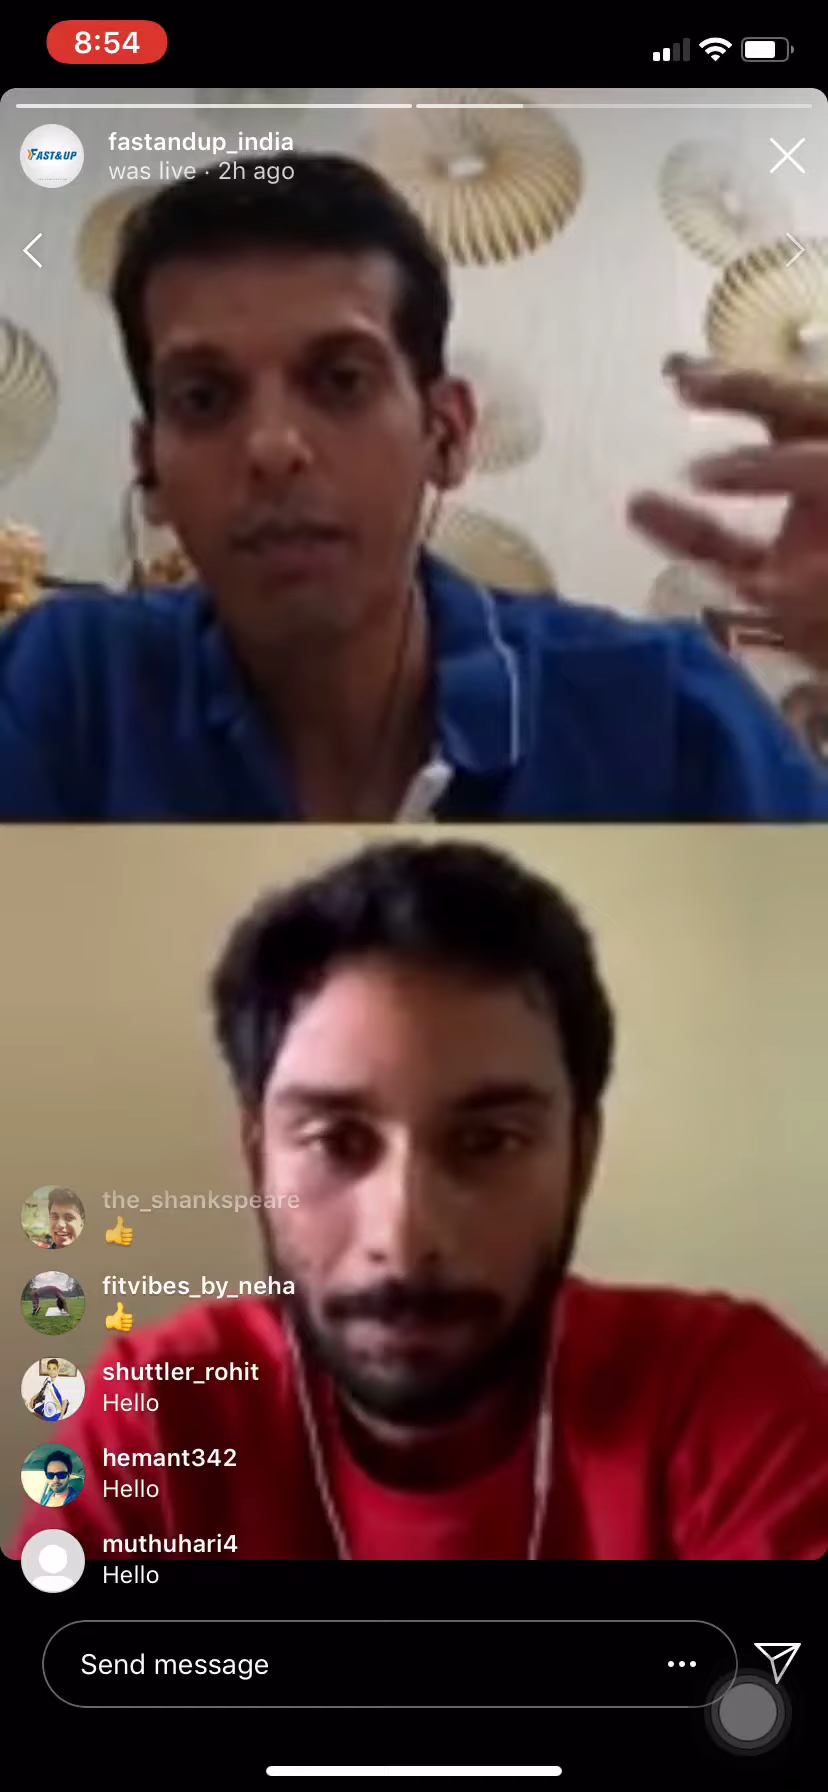 8:54
FAST&UP
fastandup_india
was live · 2h ago
the_shankspeare
👍
fitvibes_by_neha
👍
shuttler_rohit
Hello
hemant342
Hello
muthuhari4
Hello
Send message